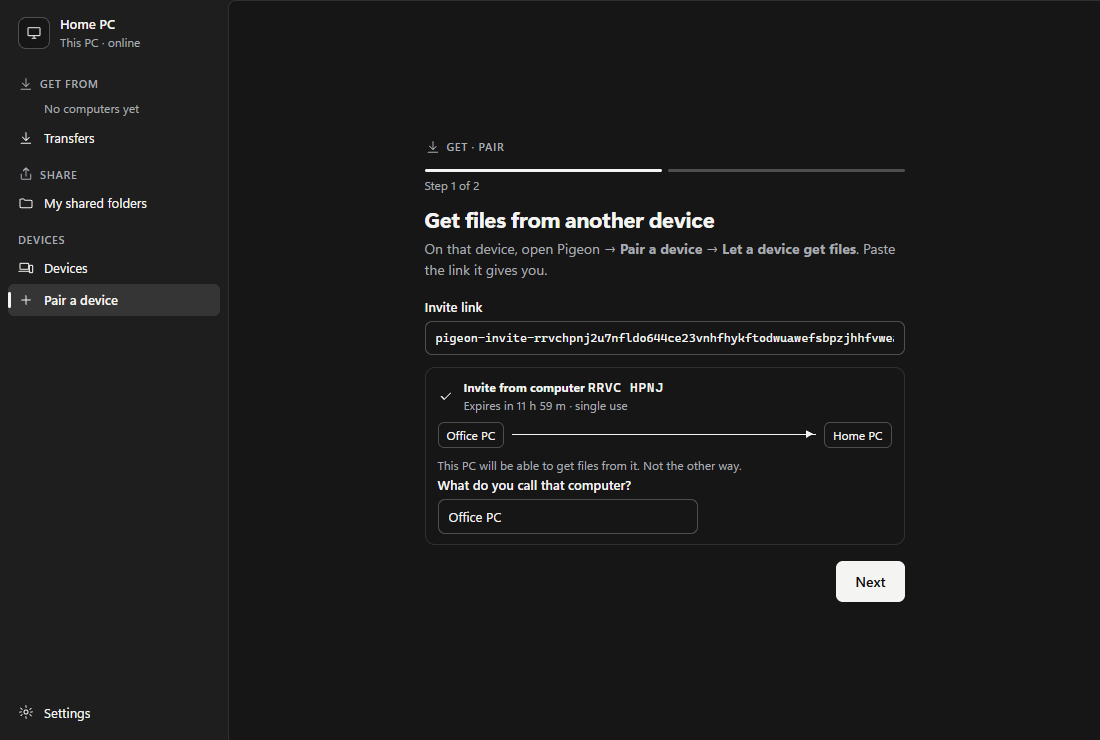 Home PC
This PC · online
GET FROM
No computers yet
Transfers
SHARE
My shared folders
DEVICES
Devices
Pair a device
Settings
GET · PAIR
Step 1 of 2
Get files from another device
On that device, open Pigeon → Pair a device → Let a device get files. Paste
the link it gives you.
Invite link
pigeon-invite-rrvchpnj2u7nfldo644ce23vnhfhykftodwuawefsbpzjhhfvwea
Invite from computer RRVC HPNJ
Expires in 11 h 59 m · single use
Office PC
Home PC
This PC will be able to get files from it. Not the other way.
What do you call that computer?
Office PC
Next